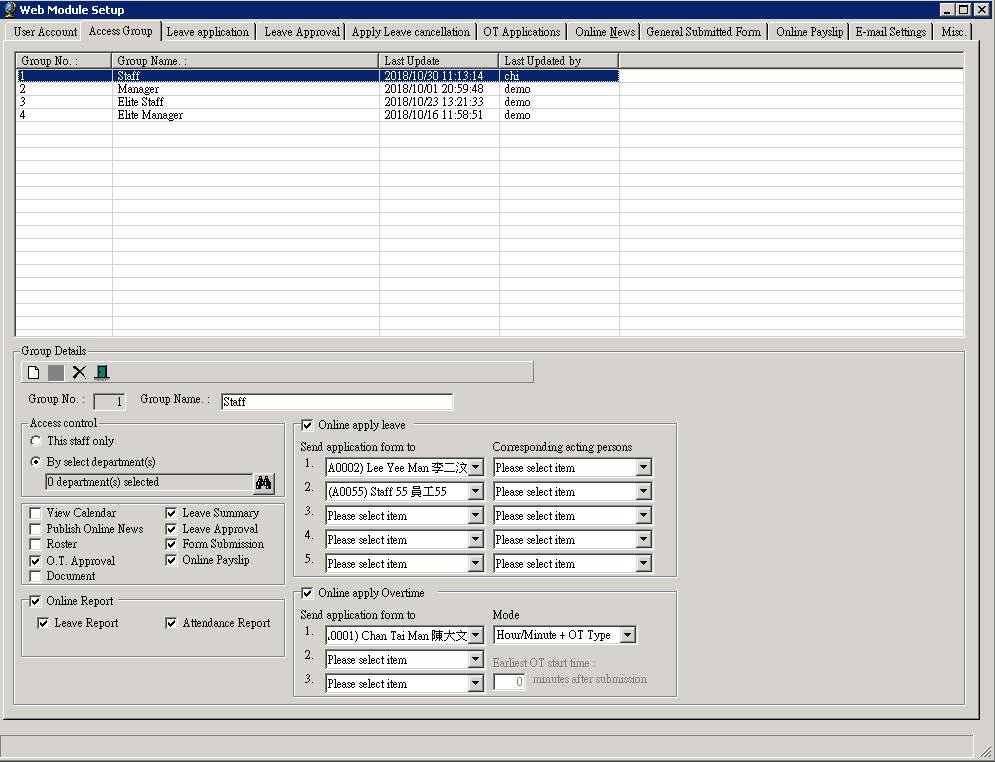 Web Module Setup
User Account Access Group Leave application Leave Approval Apply Leave cancellation OT Applications Online News General Submitted Form Online Payslip E-mail Settings Misc.
Group No. : Group Name. : Last Update Last Updated by
1 Staff 2018/10/30 11:13:14 chi
2 Manager 2018/10/01 20:59:48 demo
3 Elite Staff 2018/10/23 13:21:33 demo
4 Elite Manager 2018/10/16 11:58:51 demo
Group Details
Group No. : 1 Group Name. : Staff
Access control
This staff only
By select department(s)
0 department(s) selected
View Calendar Leave Summary
Publish Online News Leave Approval
Roster Form Submission
O.T. Approval Online Payslip
Document
Online Report
Leave Report Attendance Report
Online apply leave
Send application form to Corresponding acting persons
1. A0002) Lee Yee Man 李二汶 Please select item
2. (A0055) Staff 55 員工55 Please select item
3. Please select item Please select item
4. Please select item Please select item
5. Please select item Please select item
Online apply Overtime
Send application form to Mode
1. .0001) Chan Tai Man 陳大文 Hour/Minute + OT Type
2. Please select item Earliest OT start time :
3. Please select item 0 minutes after submission